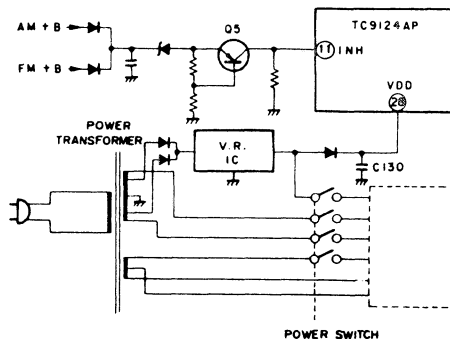 AM + B
FM + B
Q5
TC9124AP
11 INH
VDD
28
POWER
TRANSFORMER
V. R.
IC
C130
POWER SWITCH